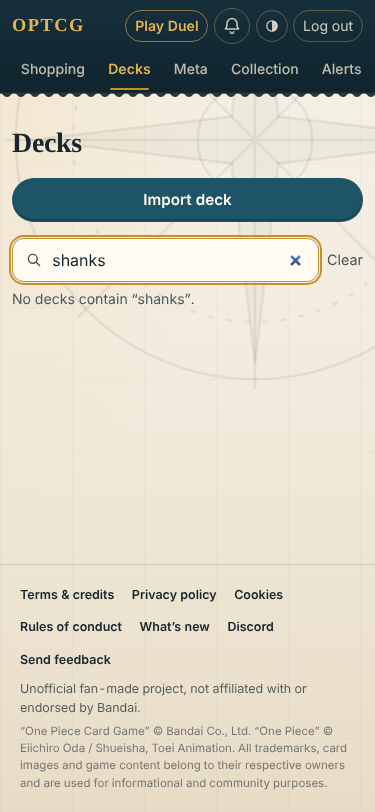 OPTCG
Play Duel
Log out
Shopping
Decks
Meta
Collection
Alerts
Decks
Import deck
shanks
Clear
No decks contain “shanks”.
Terms & credits
Privacy policy
Cookies
Rules of conduct
What’s new
Discord
Send feedback
Unofficial fan-made project, not affiliated with or
endorsed by Bandai.
“One Piece Card Game” © Bandai Co., Ltd. “One Piece” ©
Eiichiro Oda / Shueisha, Toei Animation. All trademarks, card
images and game content belong to their respective owners
and are used for informational and community purposes.